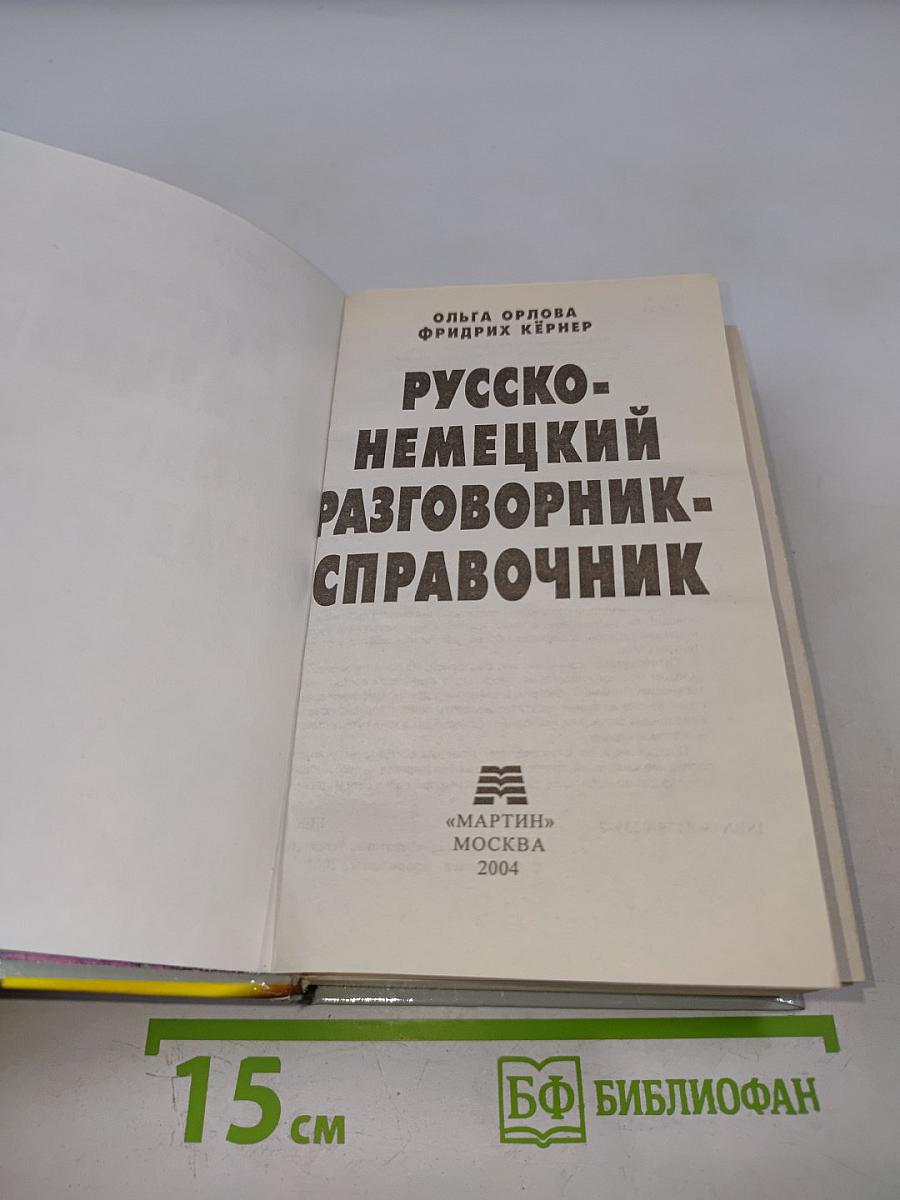 ОЛЬГА ОРЛОВА
ФРИДРИХ КЁРНЕР
РУССКО-
НЕМЕЦКИЙ
РАЗГОВОРНИК-
СПРАВОЧНИК
«МАРТИН»
МОСКВА
2004
15 см
БФ БИБЛИОФАН